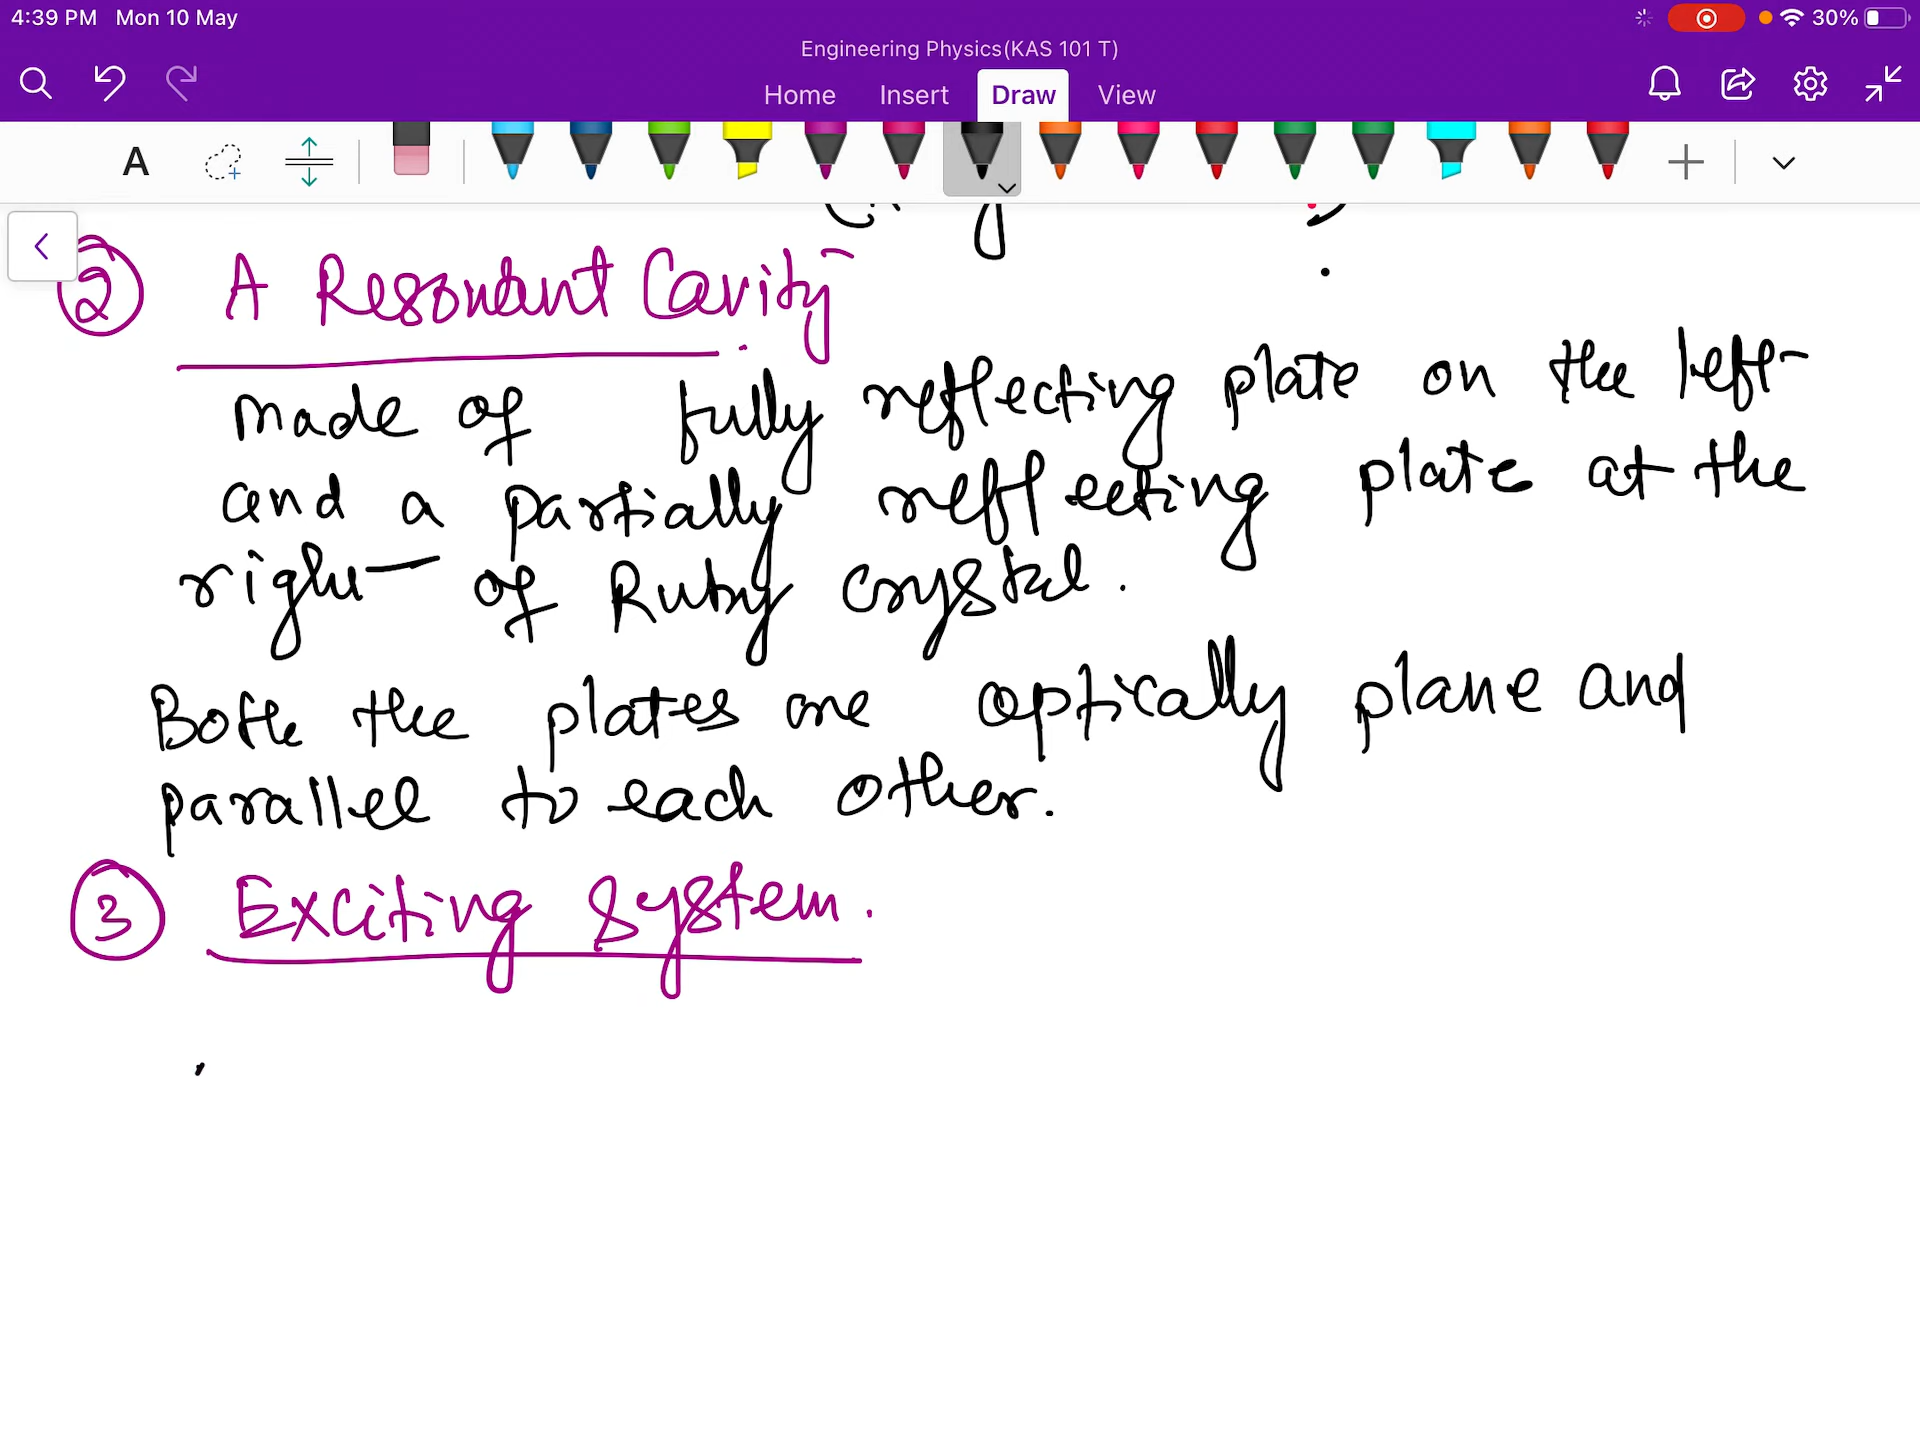 4:39 PM Mon 10 May 30%
Engineering Physics(KAS 101 T)
Home Insert Draw View
A
2 A Resonant Cavity
made of fully reflecting plate on the left
and a partially reflecting plate at the
right of Ruby crystal.
Both the plates are optically plane and
parallel to each other.
3 Exciting system.